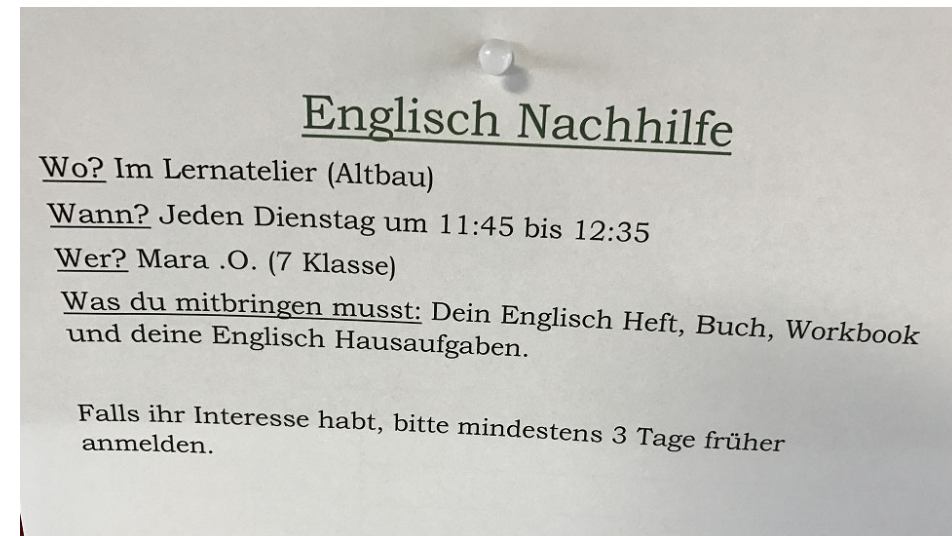 Englisch Nachhilfe
Wo? Im Lernatelier (Altbau)
Wann? Jeden Dienstag um 11:45 bis 12:35
Wer? Mara .O. (7 Klasse)
Was du mitbringen musst: Dein Englisch Heft, Buch, Workbook
und deine Englisch Hausaufgaben.
Falls ihr Interesse habt, bitte mindestens 3 Tage früher
anmelden.